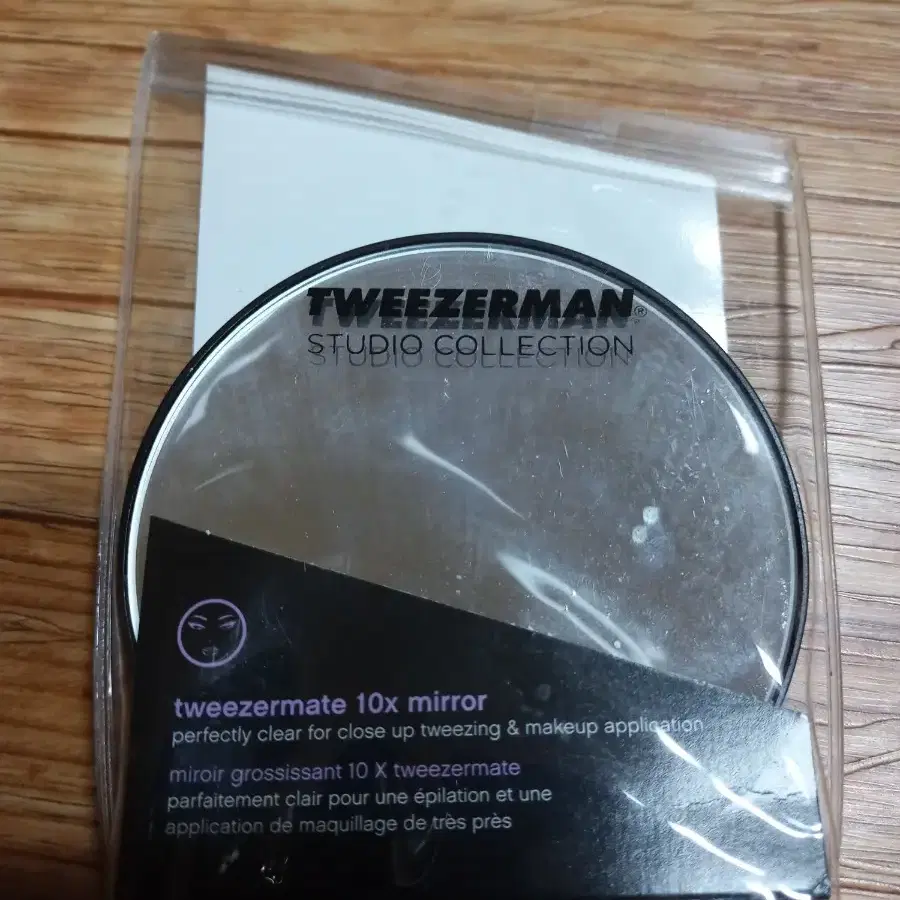 TWEEZERMAN®
STUDIO COLLECTION
tweezermate 10x mirror
perfectly clear for close up tweezing & makeup application
miroir grossissant 10 X tweezermate
parfaitement clair pour une épilation et une
application de maquillage de très près